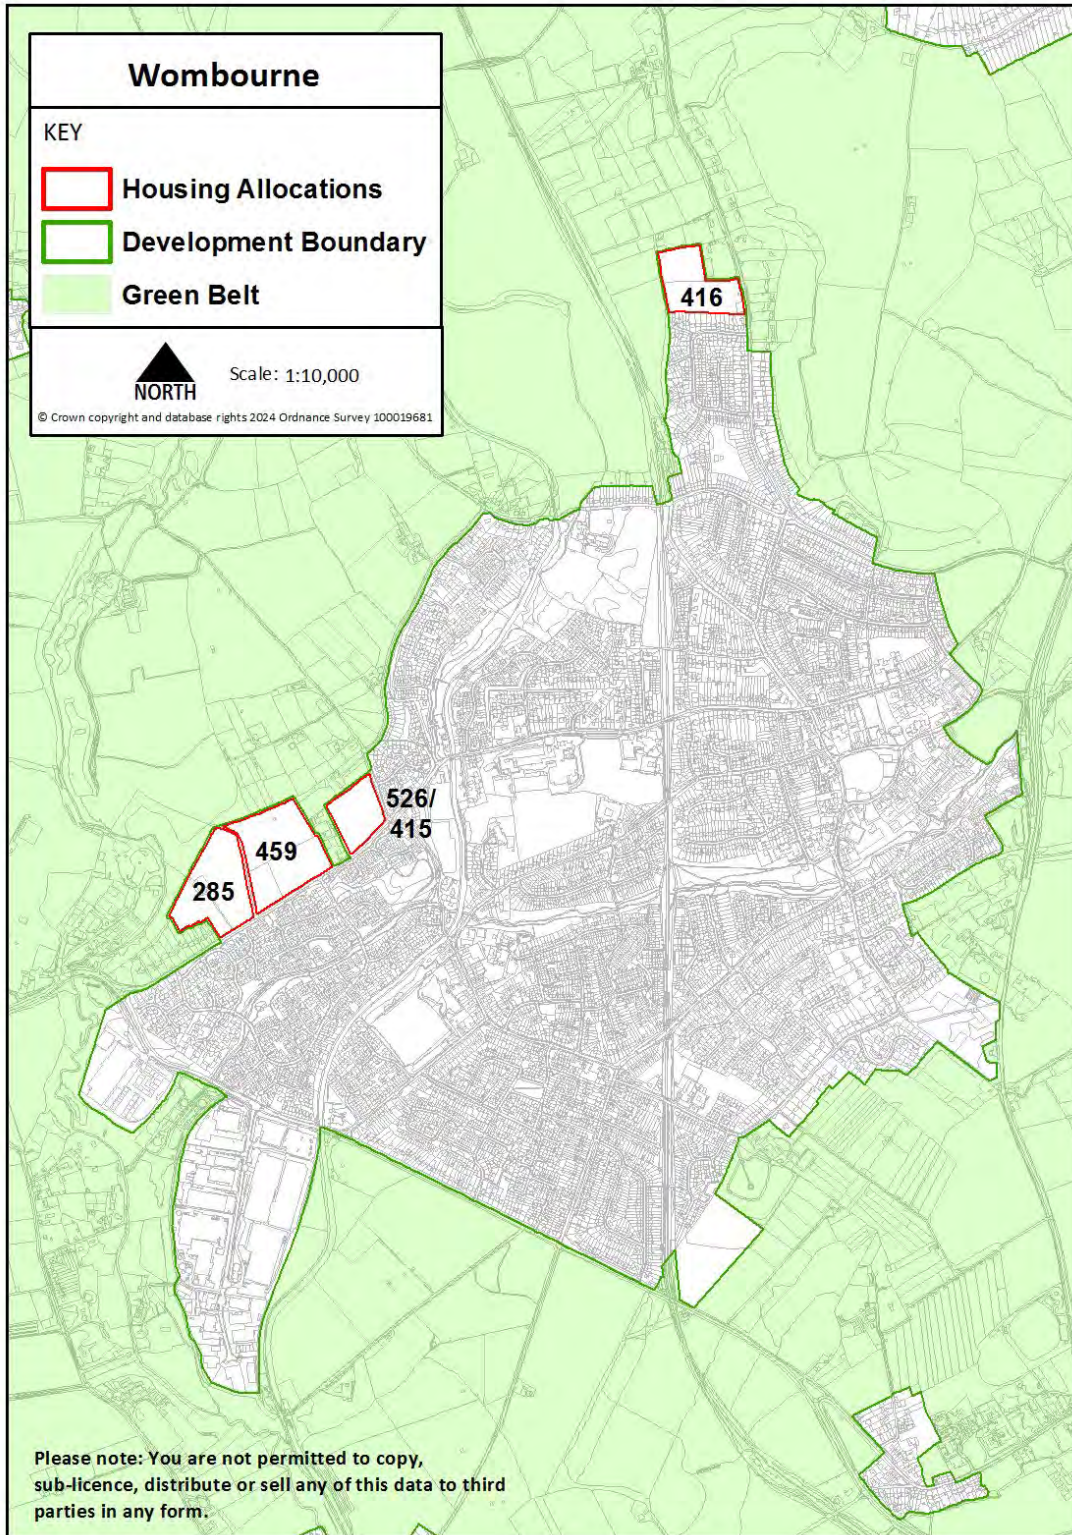 Wombourne
KEY
Housing Allocations
Development Boundary
Green Belt
NORTH
Scale: 1:10,000
© Crown copyright and database rights 2024 Ordnance Survey 100019681
416
526/
415
459
285
Please note: You are not permitted to copy,
sub-licence, distribute or sell any of this data to third
parties in any form.